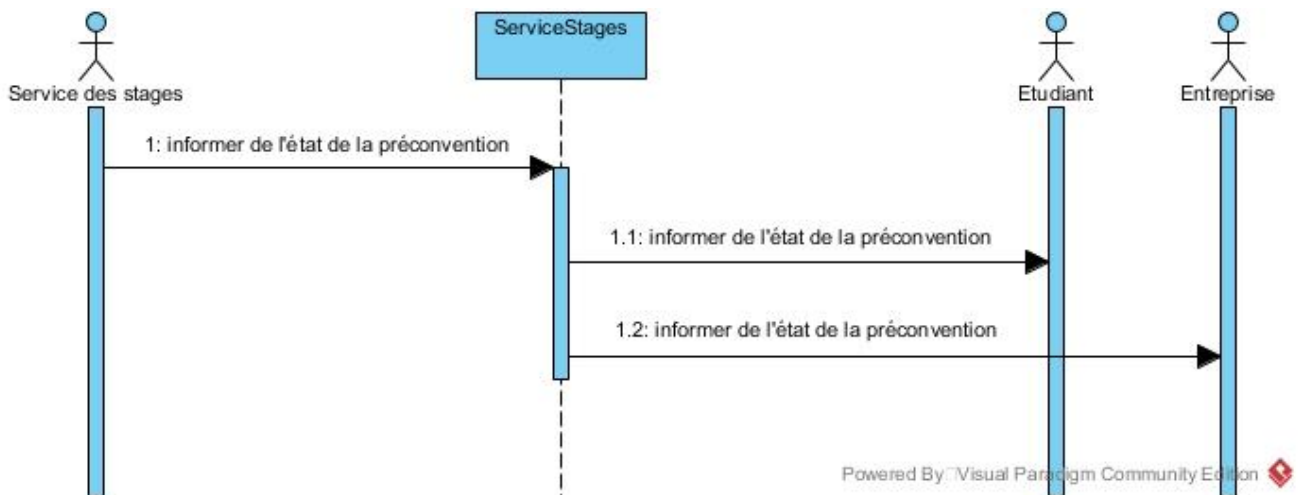 ServiceStages
Service des stages
Etudiant
Entreprise
1: informer de l'état de la préconvention
1.1: informer de l'état de la préconvention
1.2: informer de l'état de la préconvention
Powered By Visual Paradigm Community Edition